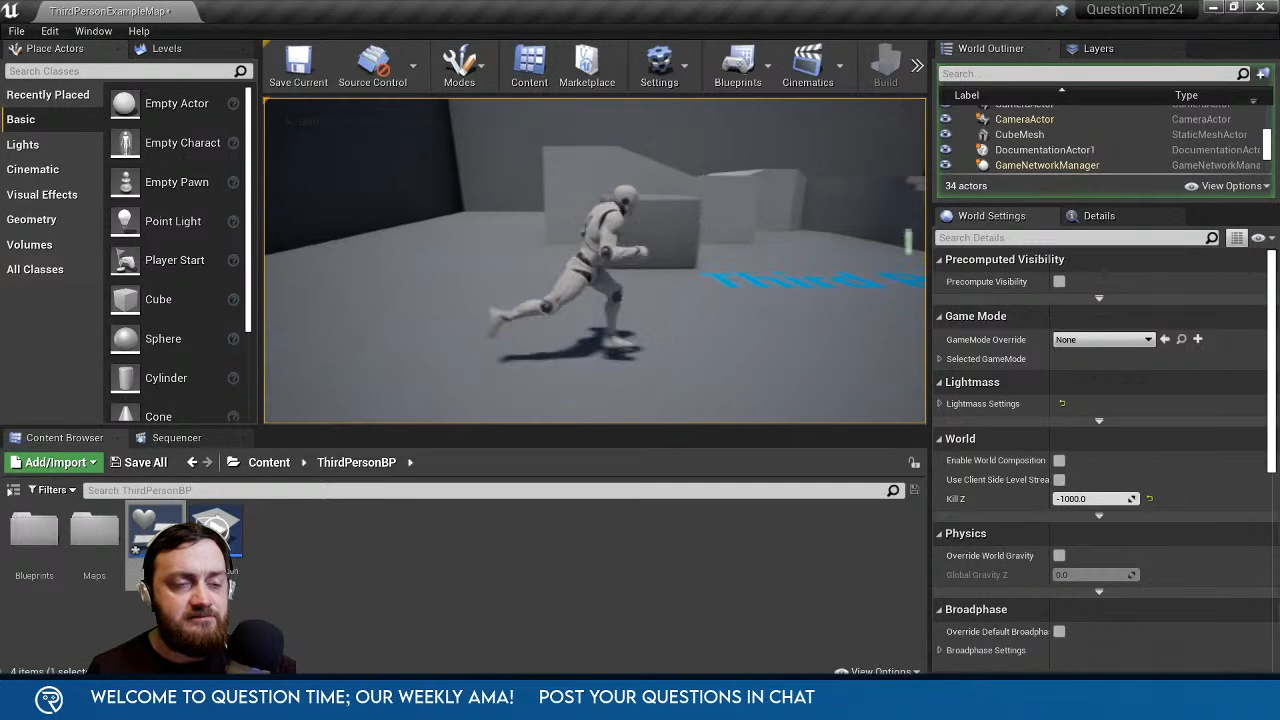 ThirdPersonExampleMap*
QuestionTime24
File Edit Window Help
Place Actors Levels
Search Classes
Recently Placed
Basic
Lights
Cinematic
Visual Effects
Geometry
Volumes
All Classes
Empty Actor
Empty Charact
Empty Pawn
Point Light
Player Start
Cube
Sphere
Cylinder
Cone
Save Current Source Control Modes Content Marketplace Settings Blueprints Cinematics Build
Third
World Outliner Layers
Search...
Label Type
CameraActor CameraActor
CameraActor CameraActor
CubeMesh StaticMeshActor
DocumentationActor1 DocumentationActo
GameNetworkManager GameNetworkMana
34 actors View Options
World Settings Details
Search Details
Precomputed Visibility
Precompute Visibility
Game Mode
GameMode Override None
Selected GameMode
Lightmass
Lightmass Settings
World
Enable World Composition
Use Client Side Level Strea
Kill Z -1000.0
Physics
Override World Gravity
Global Gravity Z 0.0
Broadphase
Override Default Broadpha
Broadphase Settings
Content Browser Sequencer
Add/Import Save All Content ThirdPersonBP
Filters Search ThirdPersonBP
Blueprints Maps
4 items (1 select
View Options
WELCOME TO QUESTION TIME; OUR WEEKLY AMA! POST YOUR QUESTIONS IN CHAT